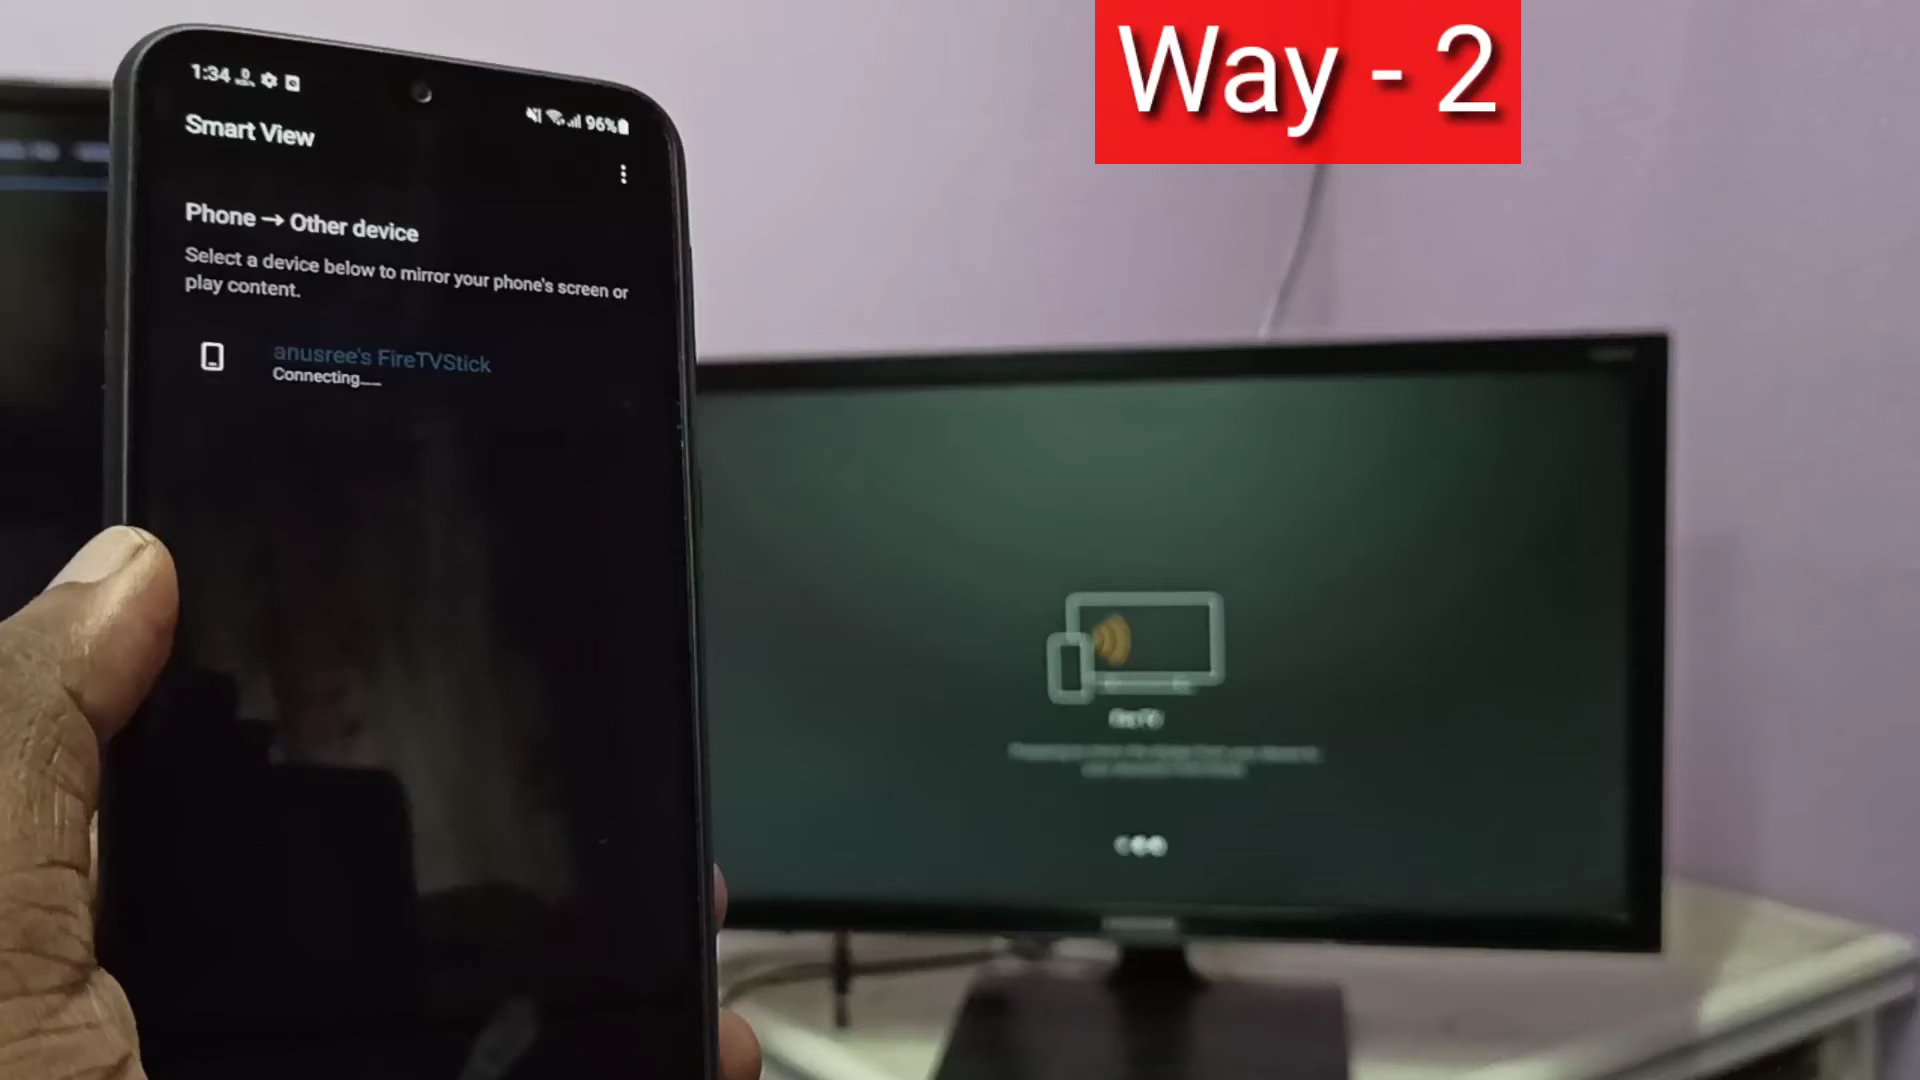 Way - 2
1:34
96%
Smart View
Phone → Other device
Select a device below to mirror your phone's screen or
play content.
anusree's FireTVStick
Connecting...